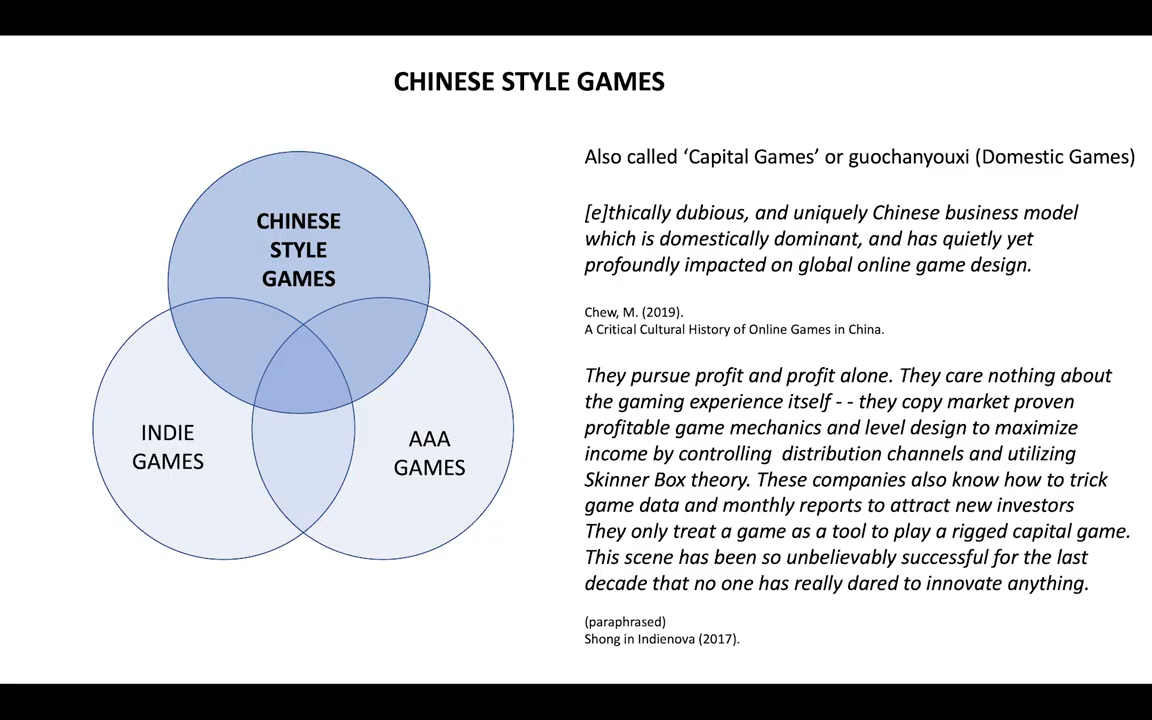 CHINESE STYLE GAMES
CHINESE
STYLE
GAMES
INDIE
GAMES
AAA
GAMES
Also called ‘Capital Games’ or guochanyouxi (Domestic Games)
[e]thically dubious, and uniquely Chinese business model
which is domestically dominant, and has quietly yet
profoundly impacted on global online game design.
Chew, M. (2019).
A Critical Cultural History of Online Games in China.
They pursue profit and profit alone. They care nothing about
the gaming experience itself - - they copy market proven
profitable game mechanics and level design to maximize
income by controlling  distribution channels and utilizing
Skinner Box theory. These companies also know how to trick
game data and monthly reports to attract new investors
They only treat a game as a tool to play a rigged capital game.
This scene has been so unbelievably successful for the last
decade that no one has really dared to innovate anything.
(paraphrased)
Shong in Indienova (2017).